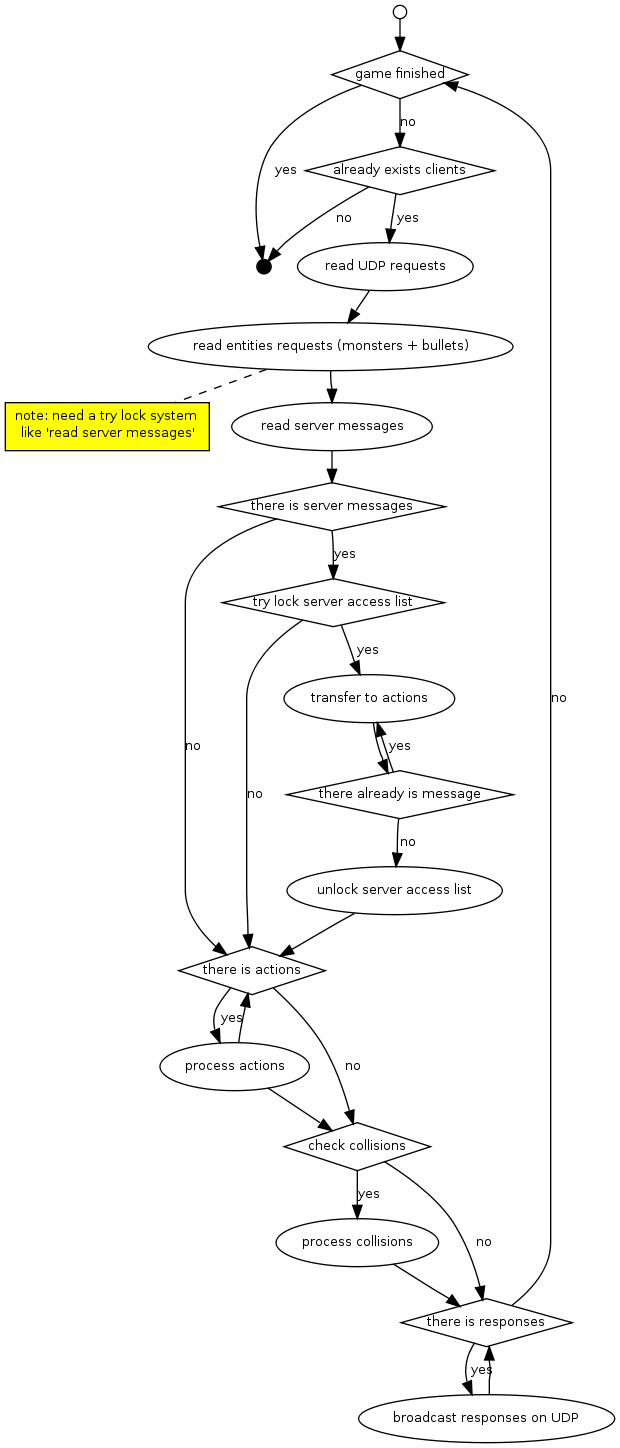 game finished
no
already exists clients
yes
no
yes
read UDP requests
read entities requests (monsters + bullets)
note: need a try lock system
like 'read server messages'
read server messages
there is server messages
yes
try lock server access list
yes
transfer to actions
no
no
yes
no
there already is message
no
unlock server access list
there is actions
yes
process actions
no
check collisions
yes
process collisions
no
there is responses
yes
broadcast responses on UDP